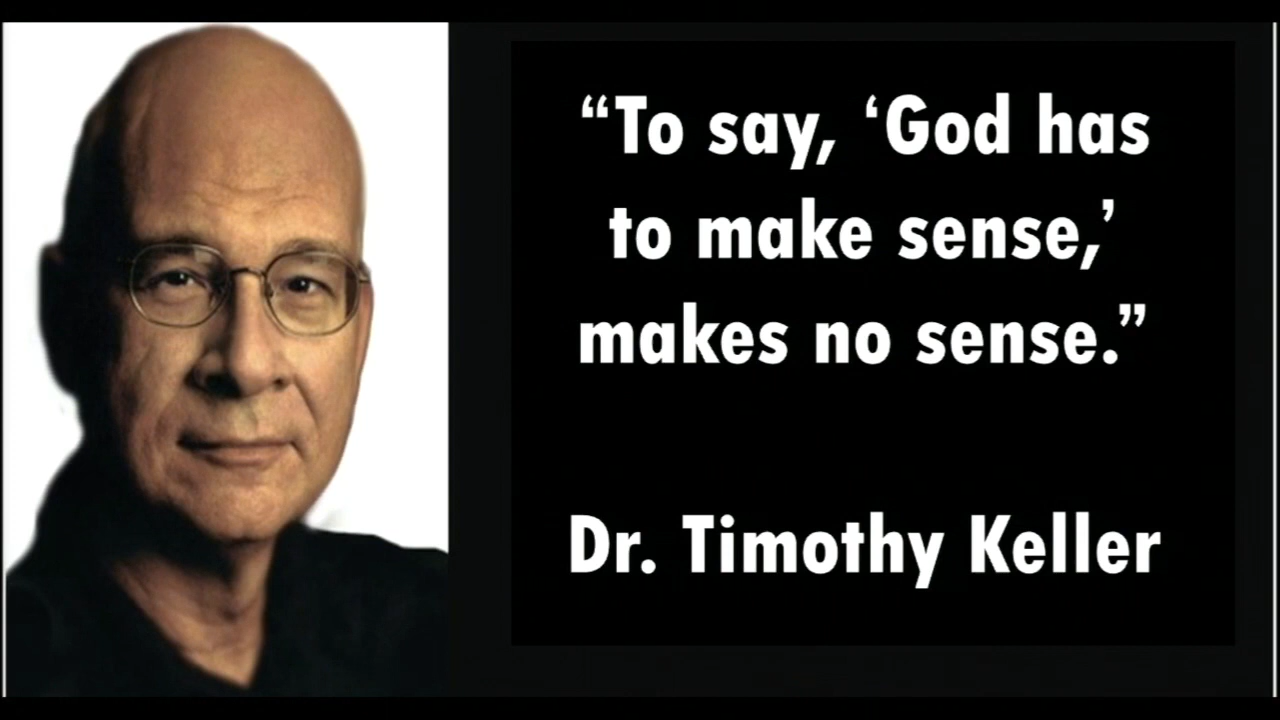 “To say, ‘God has
to make sense,’
makes no sense.”
Dr. Timothy Keller